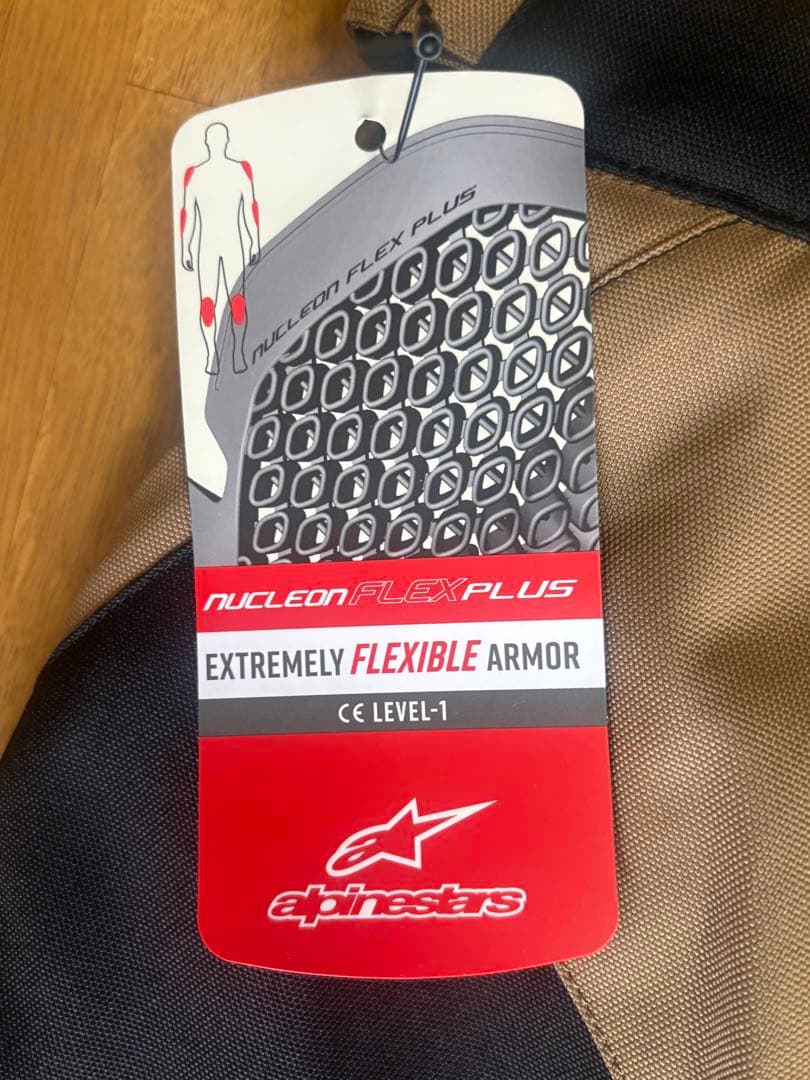 NUCLEON FLEX PLUS
NUCLEON FLEX PLUS
EXTREMELY FLEXIBLE ARMOR
CE LEVEL-1
alpinestars